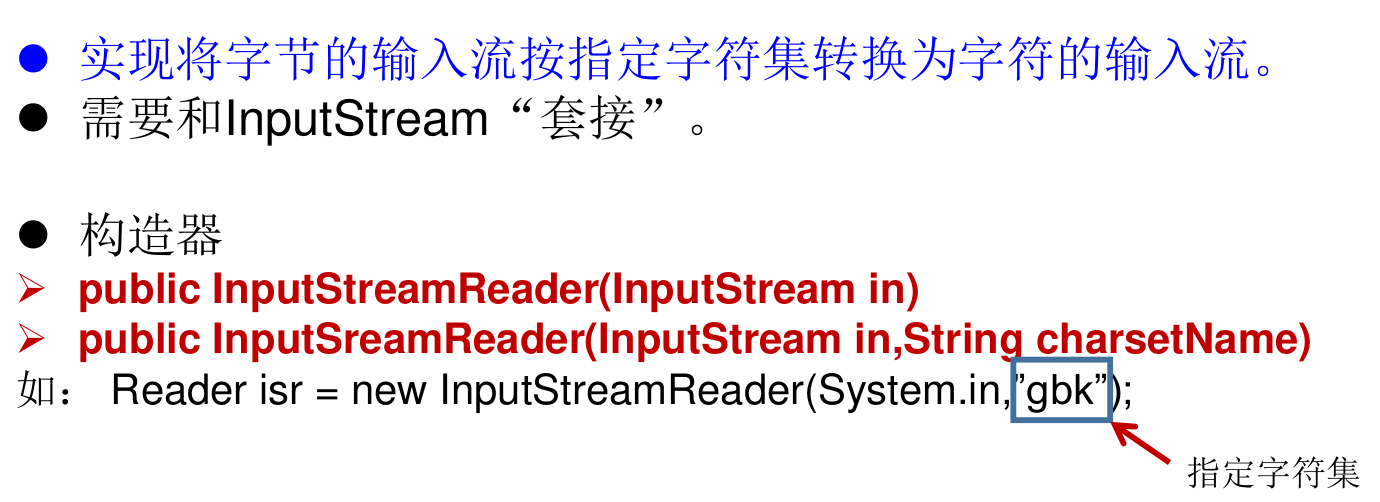 ● 实现将字节的输入流按指定字符集转换为字符的输入流。
● 需要和InputStream“套接”。
● 构造器
➢ public InputStreamReader(InputStream in)
➢ public InputSreamReader(InputStream in,String charsetName)
如： Reader isr = new InputStreamReader(System.in,”gbk”);
指定字符集